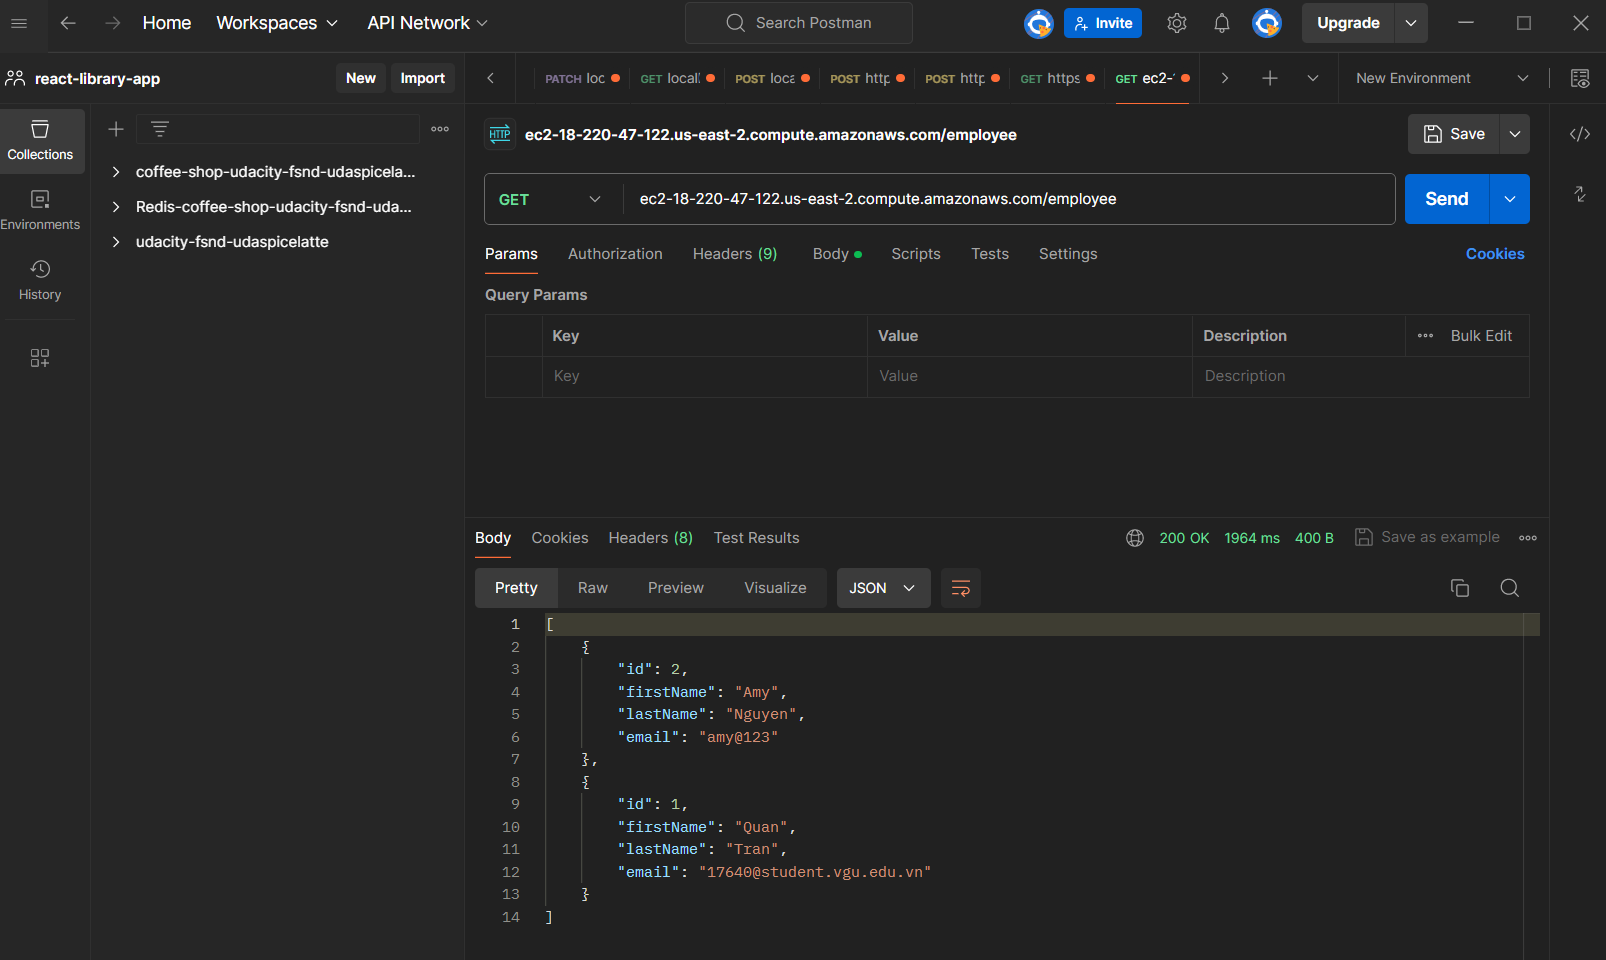 Home
Workspaces
API Network
Search Postman
Invite
Upgrade
react-library-app
New
Import
PATCH loc
GET local
POST loca
POST http
POST http
GET https
GET ec2-
New Environment
Collections
Environments
History
coffee-shop-udacity-fsnd-udaspicela...
Redis-coffee-shop-udacity-fsnd-uda...
udacity-fsnd-udaspicelatte
HTTP
ec2-18-220-47-122.us-east-2.compute.amazonaws.com/employee
Save
GET
ec2-18-220-47-122.us-east-2.compute.amazonaws.com/employee
Send
Params
Authorization
Headers (9)
Body
Scripts
Tests
Settings
Cookies
Query Params
Key
Value
Description
Bulk Edit
Key
Value
Description
Body
Cookies
Headers (8)
Test Results
200 OK
1964 ms
400 B
Save as example
Pretty
Raw
Preview
Visualize
JSON
1 [
2 {
3 "id": 2,
4 "firstName": "Amy",
5 "lastName": "Nguyen",
6 "email": "amy@123"
7 },
8 {
9 "id": 1,
10 "firstName": "Quan",
11 "lastName": "Tran",
12 "email": "17640@student.vgu.edu.vn"
13 }
14 ]